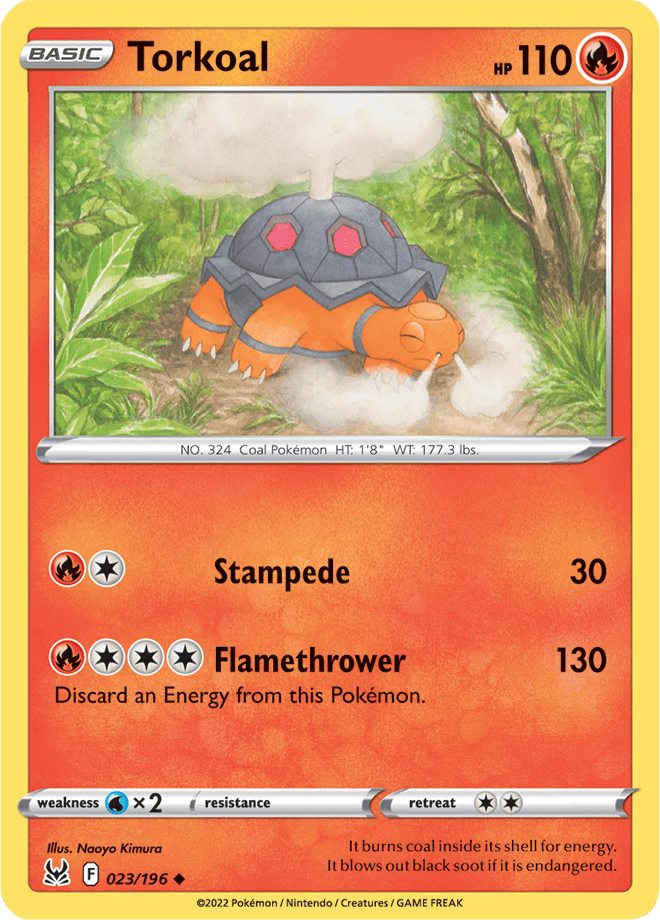 BASIC Torkoal HP 110
NO. 324 Coal Pokémon HT: 1'8" WT: 177.3 lbs.
Stampede 30
Flamethrower 130
Discard an Energy from this Pokémon.
weakness ×2 resistance retreat
Illus. Naoyo Kimura
It burns coal inside its shell for energy.
It blows out black soot if it is endangered.
F 023/196 ◆
©2022 Pokémon / Nintendo / Creatures / GAME FREAK